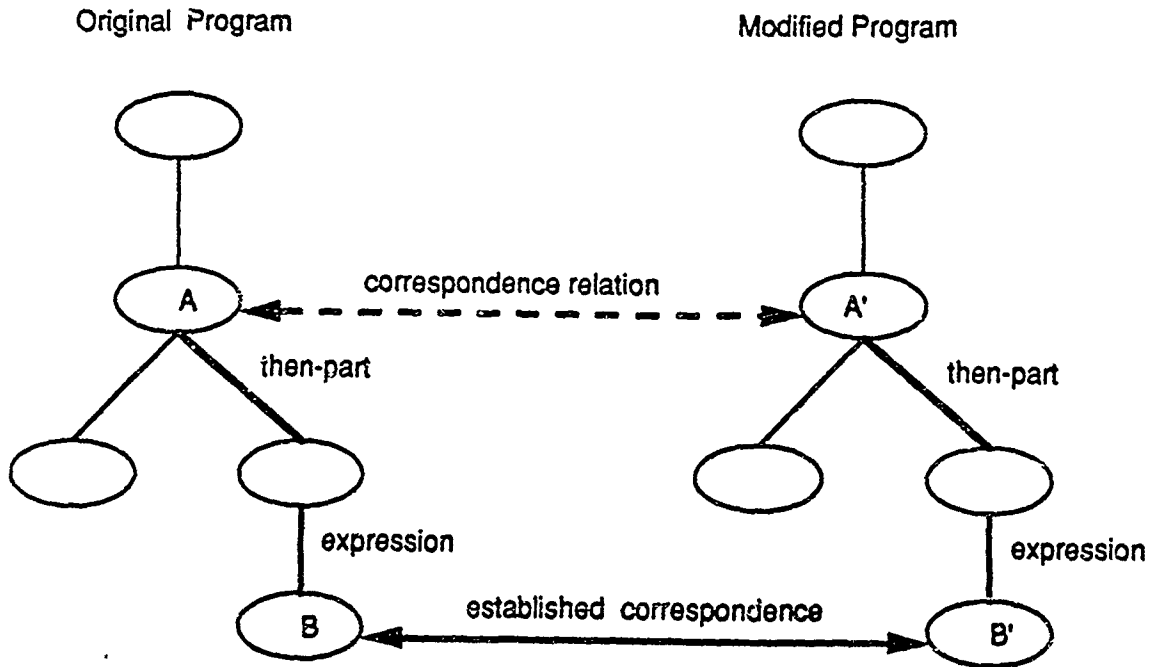 Original Program
Modified Program
A
correspondence relation
A'
then-part
then-part
expression
expression
B
established correspondence
B'